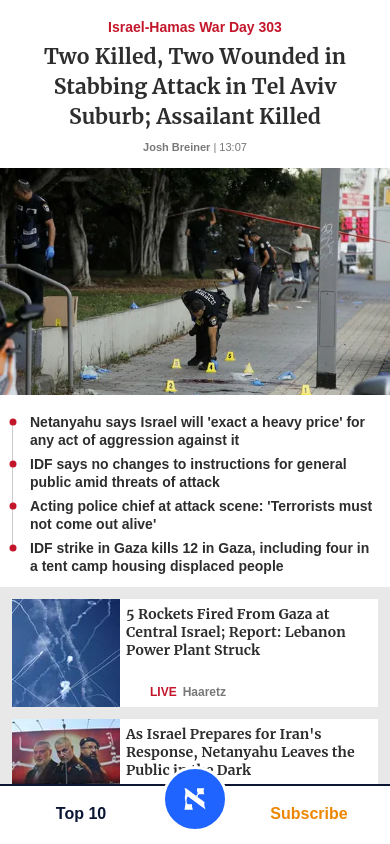 Israel-Hamas War Day 303
Two Killed, Two Wounded in
Stabbing Attack in Tel Aviv
Suburb; Assailant Killed
Josh Breiner | 13:07
Netanyahu says Israel will 'exact a heavy price' for
any act of aggression against it
IDF says no changes to instructions for general
public amid threats of attack
Acting police chief at attack scene: 'Terrorists must
not come out alive'
IDF strike in Gaza kills 12 in Gaza, including four in
a tent camp housing displaced people
5 Rockets Fired From Gaza at
Central Israel; Report: Lebanon
Power Plant Struck
LIVE Haaretz
As Israel Prepares for Iran's
Response, Netanyahu Leaves the
Public in the Dark
Top 10
Subscribe